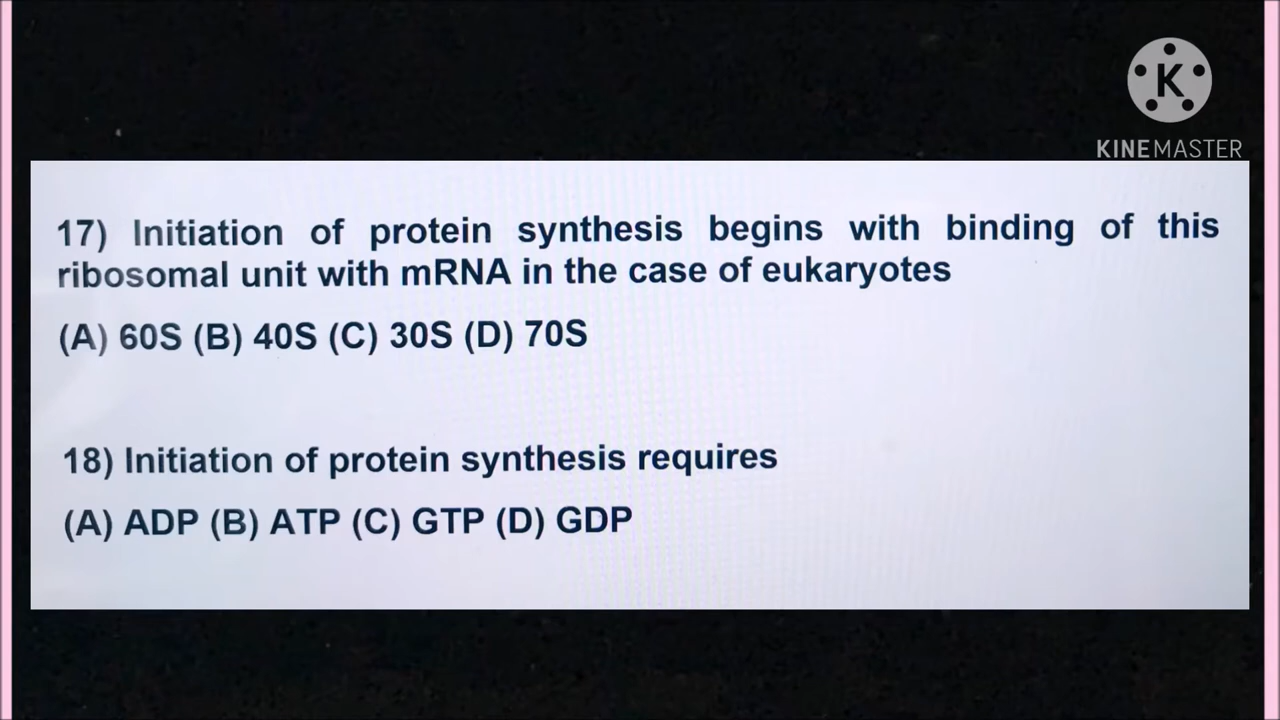 K
KINEMASTER
17) Initiation of protein synthesis begins with binding of this
ribosomal unit with mRNA in the case of eukaryotes
(A) 60S (B) 40S (C) 30S (D) 70S
18) Initiation of protein synthesis requires
(A) ADP (B) ATP (C) GTP (D) GDP